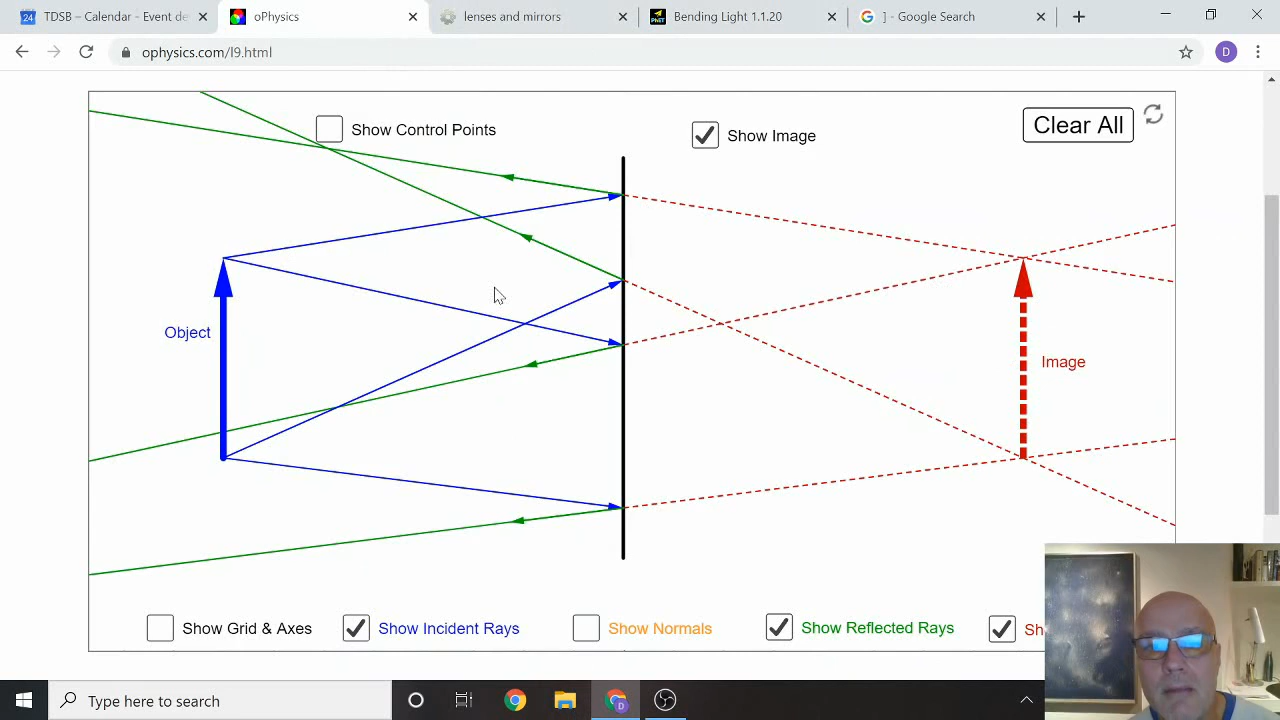 24 TDSB – Calendar - Event de
oPhysics
lenses and mirrors
PhET Bending Light 1.1.20
] - Google Search
ophysics.com/l9.html
D
Show Control Points
Show Image
Clear All
Object
Image
Show Grid & Axes
Show Incident Rays
Show Normals
Show Reflected Rays
Sh
Type here to search
D